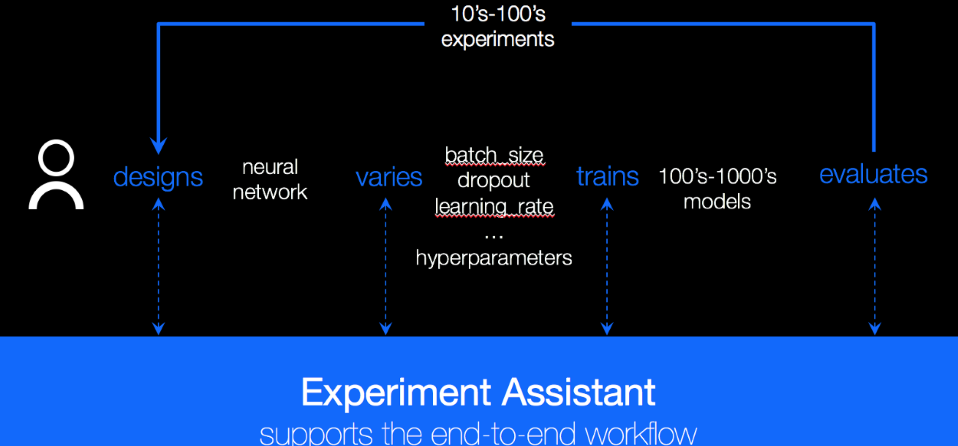 10's-100's
experiments
designs
neural
network
varies
batch_size
dropout
learning_rate
...
hyperparameters
trains
100's-1000's
models
evaluates
Experiment Assistant
supports the end-to-end workflow